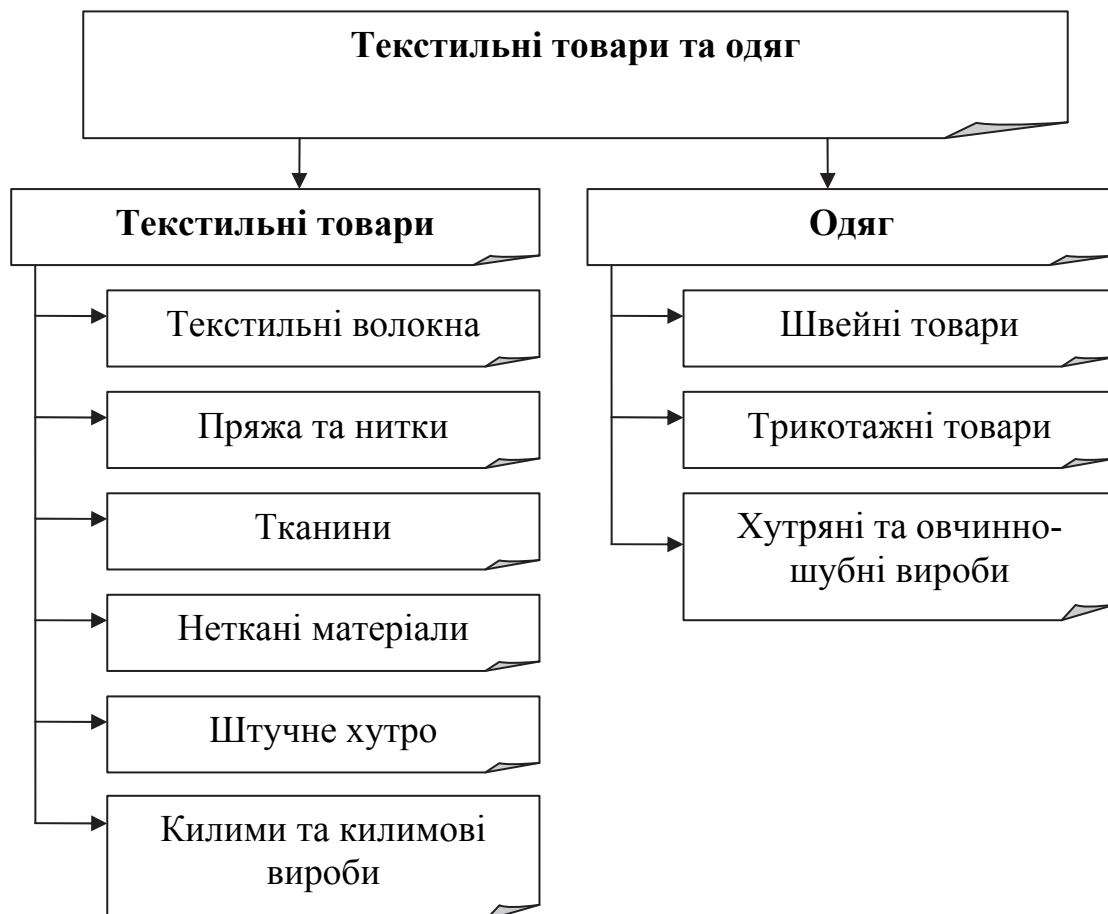 Текстильні товари та одяг
Текстильні товари
Текстильні волокна
Пряжа та нитки
Тканини
Неткані матеріали
Штучне хутро
Килими та килимові
вироби
Одяг
Швейні товари
Трикотажні товари
Хутряні та овчинно-
шубні вироби